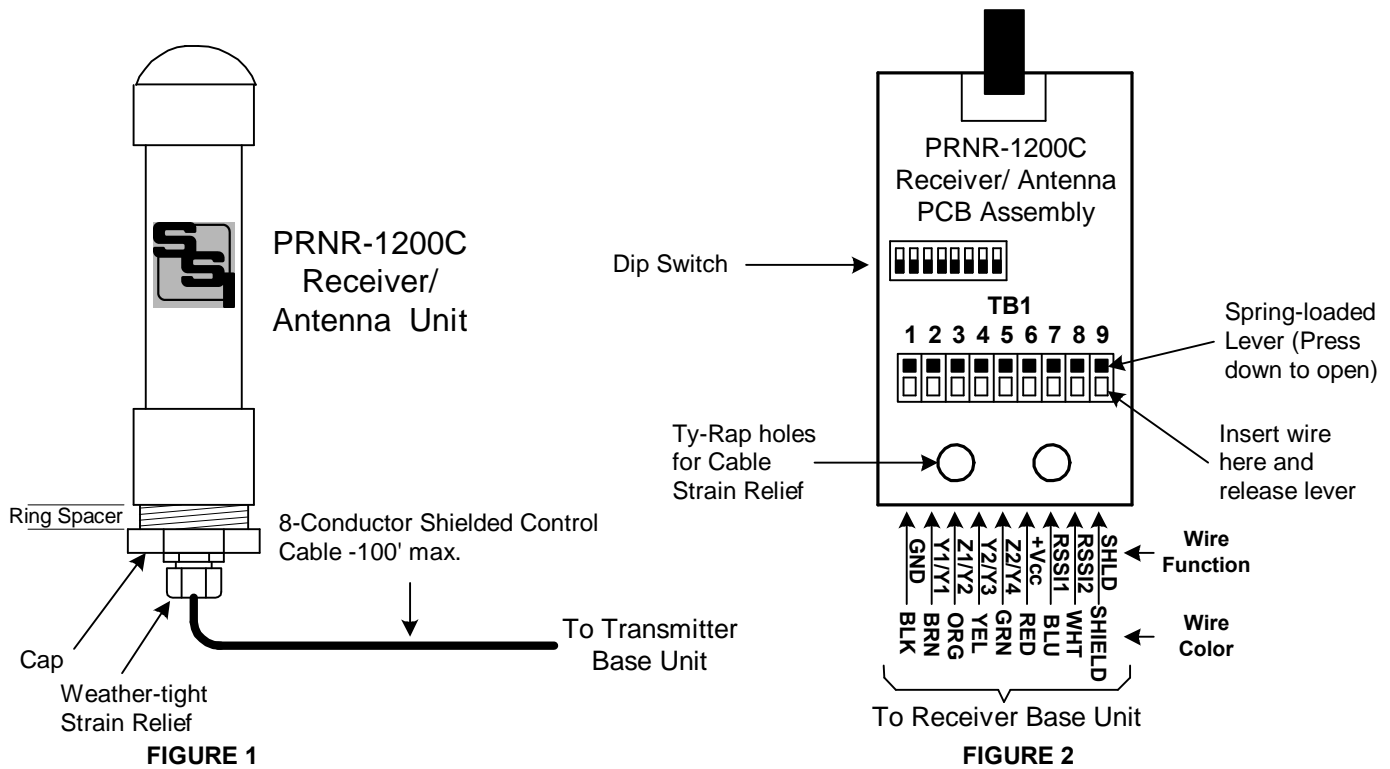 SSI
PRNR-1200C
Receiver/
Antenna Unit
Ring Spacer
8-Conductor Shielded Control
Cable -100' max.
To Transmitter
Base Unit
Cap
Weather-tight
Strain Relief
FIGURE 1
PRNR-1200C
Receiver/ Antenna
PCB Assembly
Dip Switch
TB1
1 2 3 4 5 6 7 8 9
Spring-loaded
Lever (Press
down to open)
Ty-Rap holes
for Cable
Strain Relief
Insert wire
here and
release lever
GND
Y1/Y1
Z1/Y2
Y2/Y3
Z2/Y4
+Vcc
RSSI1
RSSI2
SHLD
Wire
Function
BLK
BRN
ORG
YEL
GRN
RED
BLU
WHT
SHIELD
Wire
Color
To Receiver Base Unit
FIGURE 2